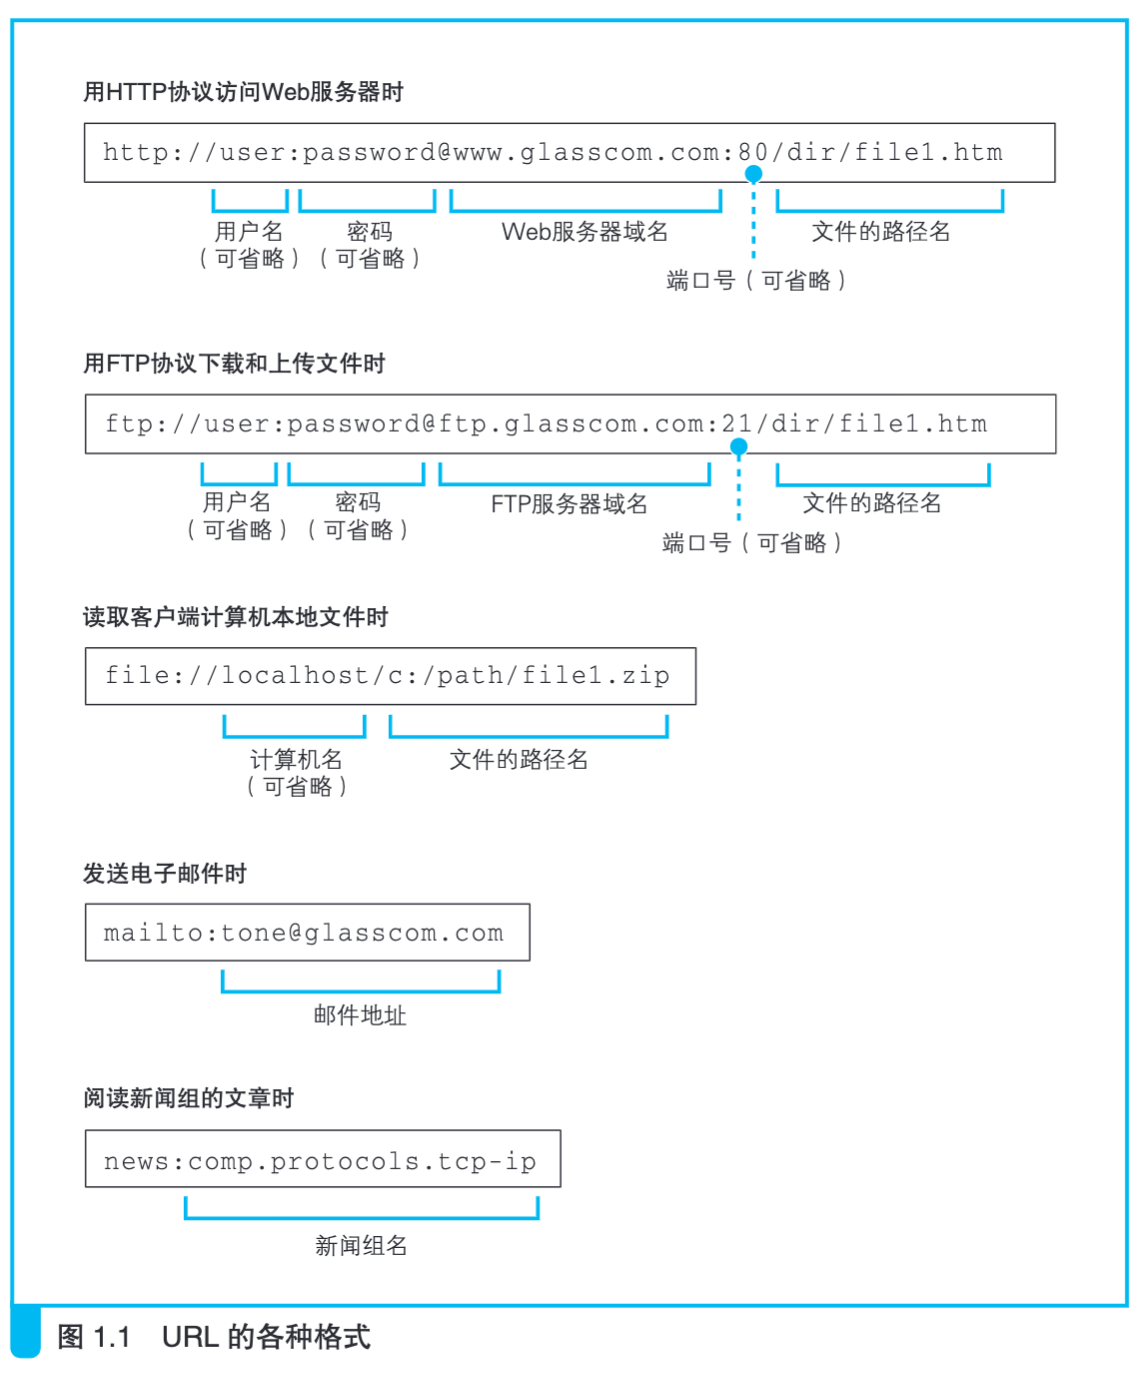 用HTTP协议访问Web服务器时
http://user:password@www.glasscom.com:80/dir/file1.htm
用户名 密码 Web服务器域名 文件的路径名
（可省略）（可省略）
端口号（可省略）
用FTP协议下载和上传文件时
ftp://user:password@ftp.glasscom.com:21/dir/file1.htm
用户名 密码 FTP服务器域名 文件的路径名
（可省略）（可省略）
端口号（可省略）
读取客户端计算机本地文件时
file://localhost/c:/path/file1.zip
计算机名 文件的路径名
（可省略）
发送电子邮件时
mailto:tone@glasscom.com
邮件地址
阅读新闻组的文章时
news:comp.protocols.tcp-ip
新闻组名
图 1.1 URL 的各种格式